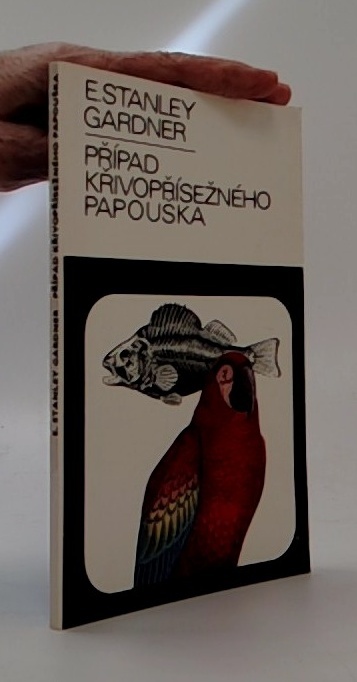 E. STANLEY
GARDNER
PŘÍPAD
KŘIVOPŘÍSEŽNÉHO
PAPOUŠKA
E. STANLEY GARDNER PŘÍPAD KŘIVOPŘÍSEŽNÉHO PAPOUŠKA